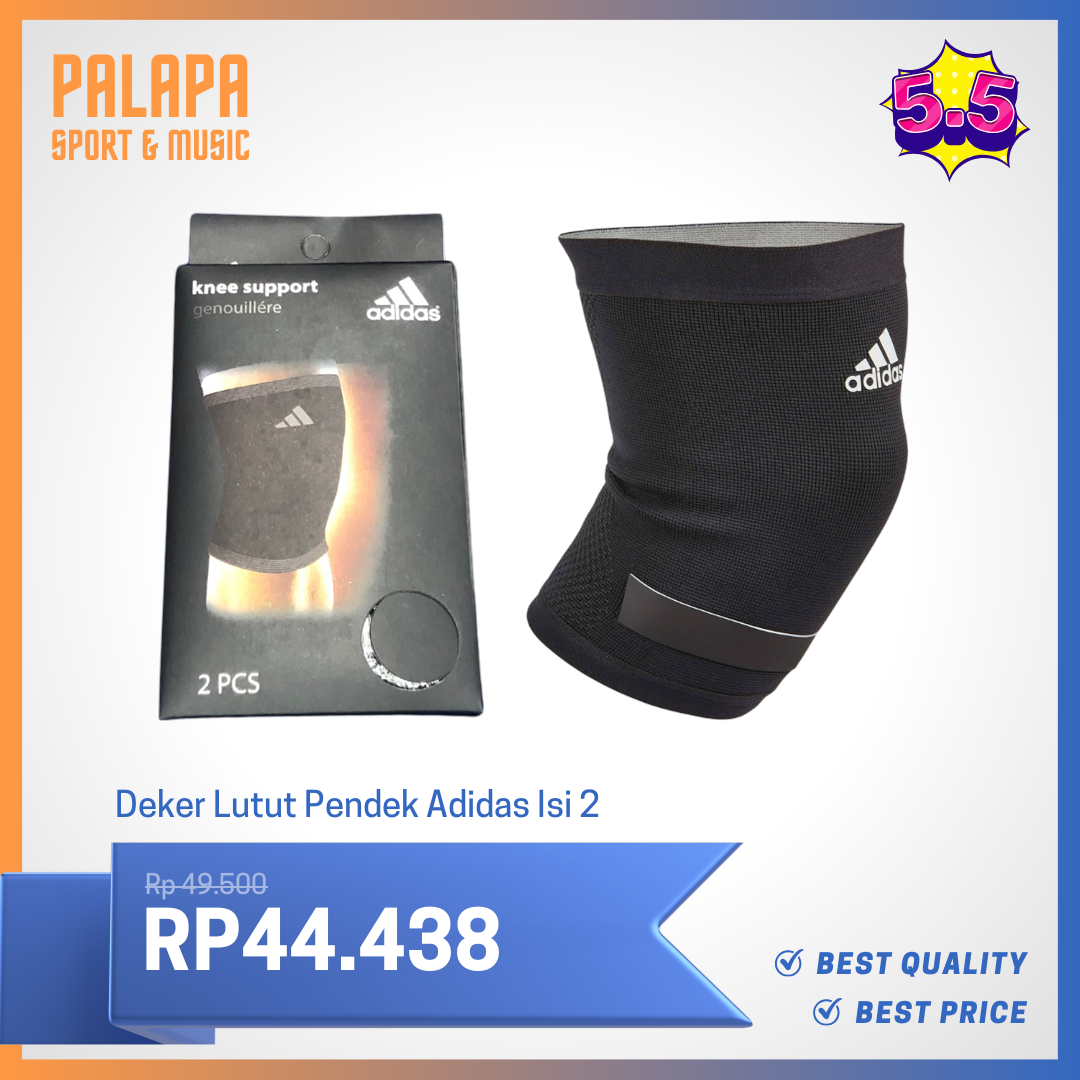 PALAPA
SPORT & MUSIC
5.5
knee support
genouillére
adidas
2 PCS
adidas
Deker Lutut Pendek Adidas Isi 2
Rp 49.500
RP44.438
BEST QUALITY
BEST PRICE